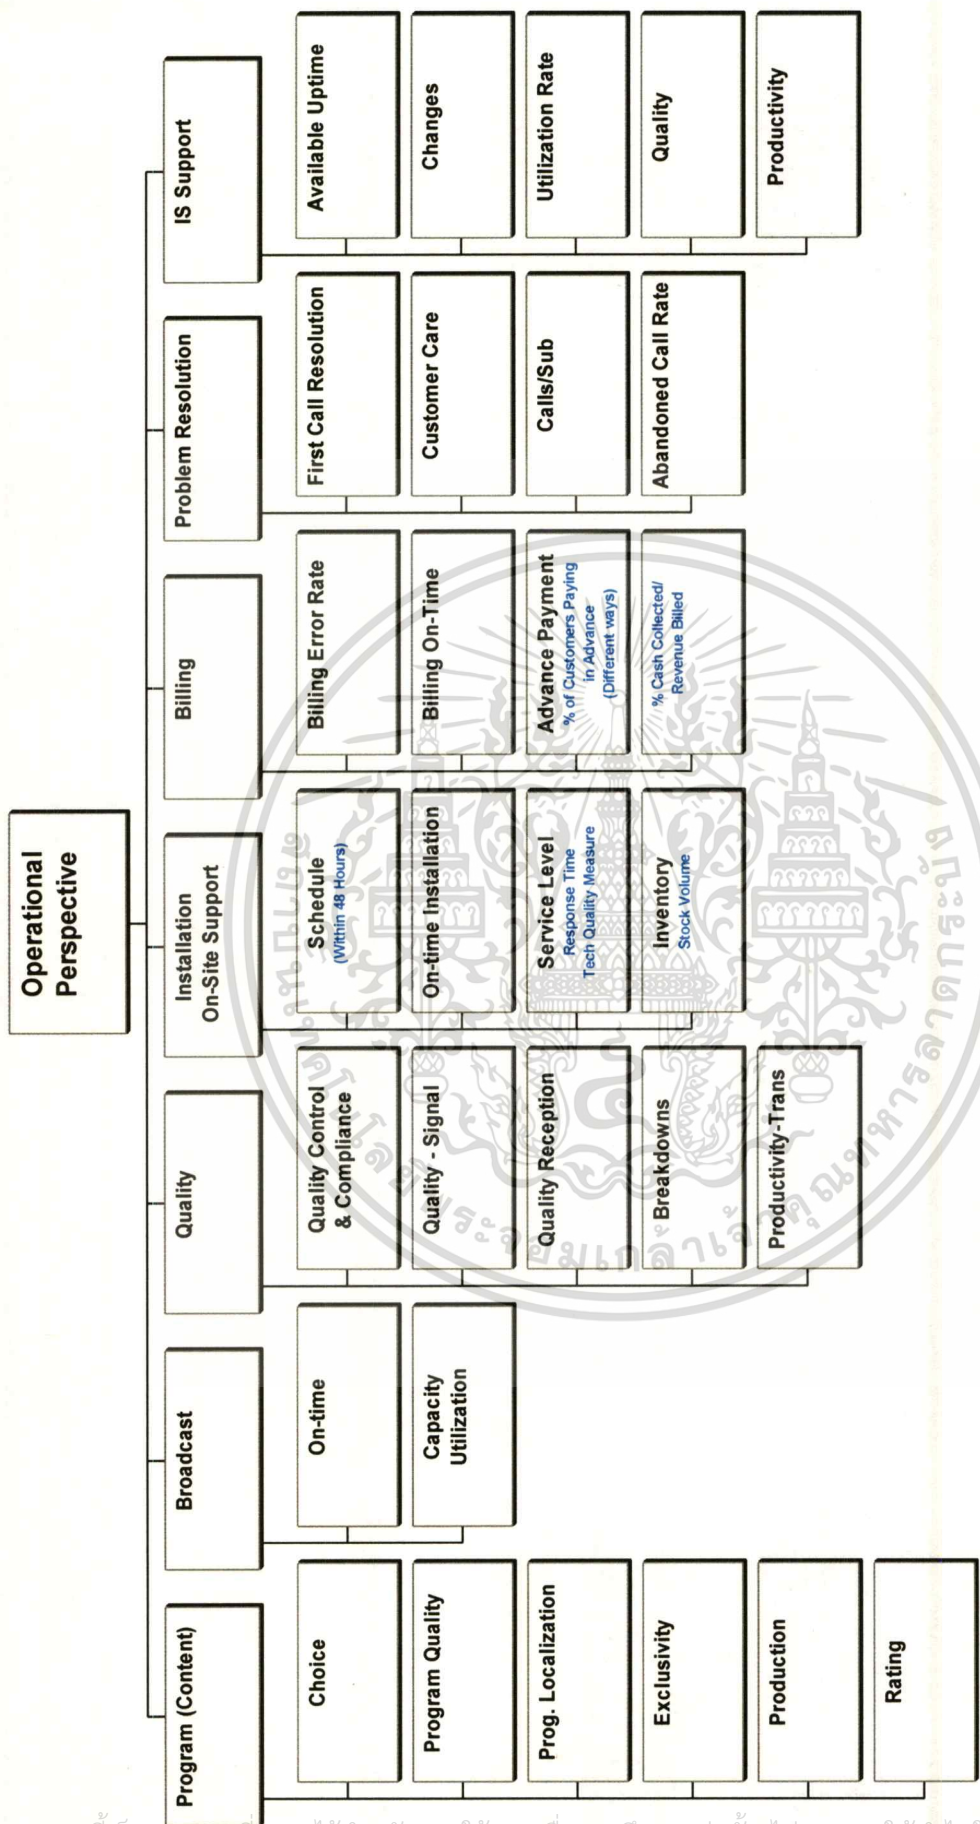 Operational
Perspective
Program (Content)
Choice
Program Quality
Prog. Localization
Exclusivity
Production
Rating
Broadcast
On-time
Capacity
Utilization
Quality
Quality Control
& Compliance
Quality - Signal
Quality Reception
Breakdowns
Productivity-Trans
Installation
On-Site Support
Schedule
(Within 48 Hours)
On-time Installation
Service Level
Response Time
Tech Quality Measure
Inventory
Stock Volume
Billing
Billing Error Rate
Billing On-Time
Advance Payment
% of Customers Paying
in Advance
(Different ways)
% Cash Collected/
Revenue Billed
Problem Resolution
First Call Resolution
Customer Care
Calls/Sub
Abandoned Call Rate
IS Support
Available Uptime
Changes
Utilization Rate
Quality
Productivity